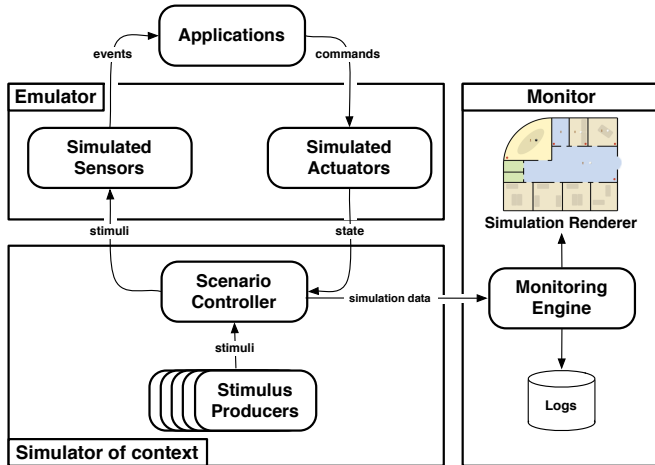 Applications
events
commands
Emulator
Monitor
Simulated
Sensors
Simulated
Actuators
Simulation Renderer
stimuli
state
Scenario
Controller
simulation data
Monitoring
Engine
stimuli
Stimulus
Producers
Logs
Simulator of context